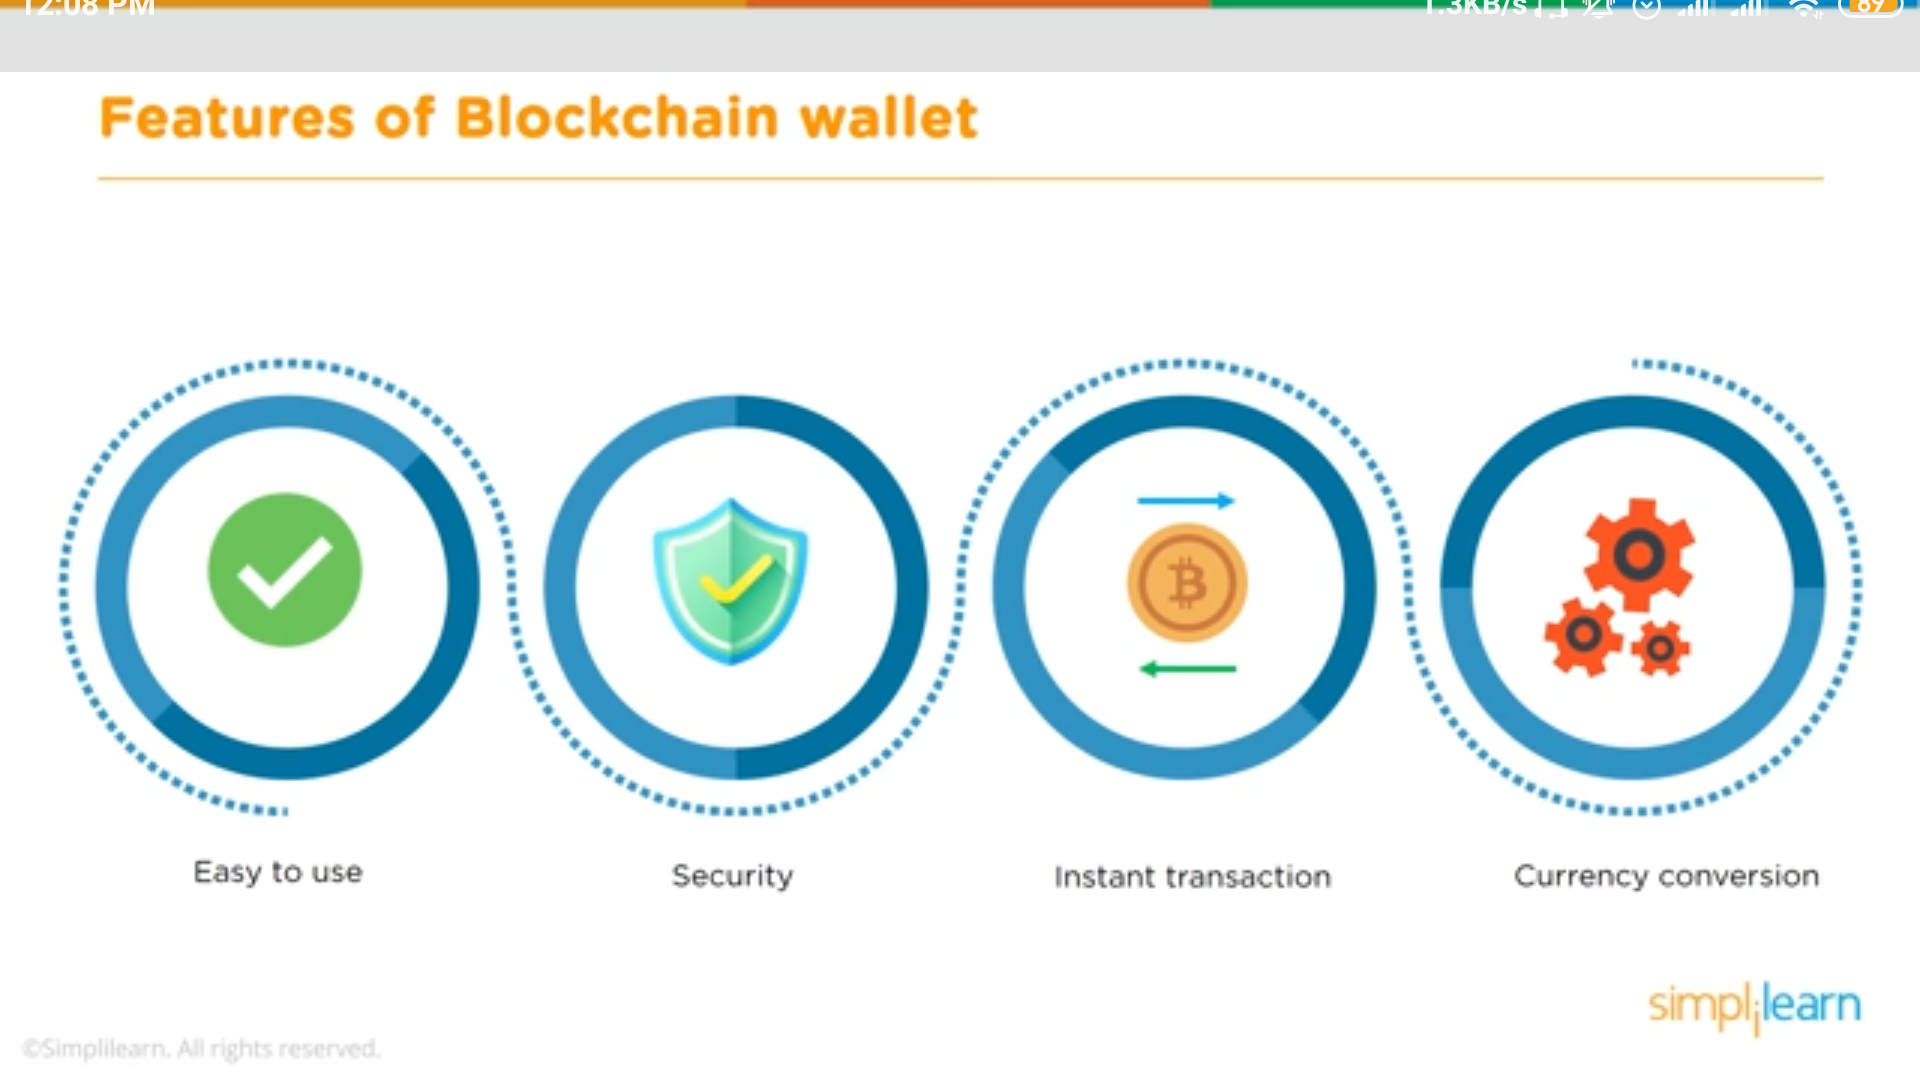 12:08 PM
1.3KB/s
89
Features of Blockchain wallet
B
Easy to use
Security
Instant transaction
Currency conversion
simplilearn
©Simplilearn. All rights reserved.